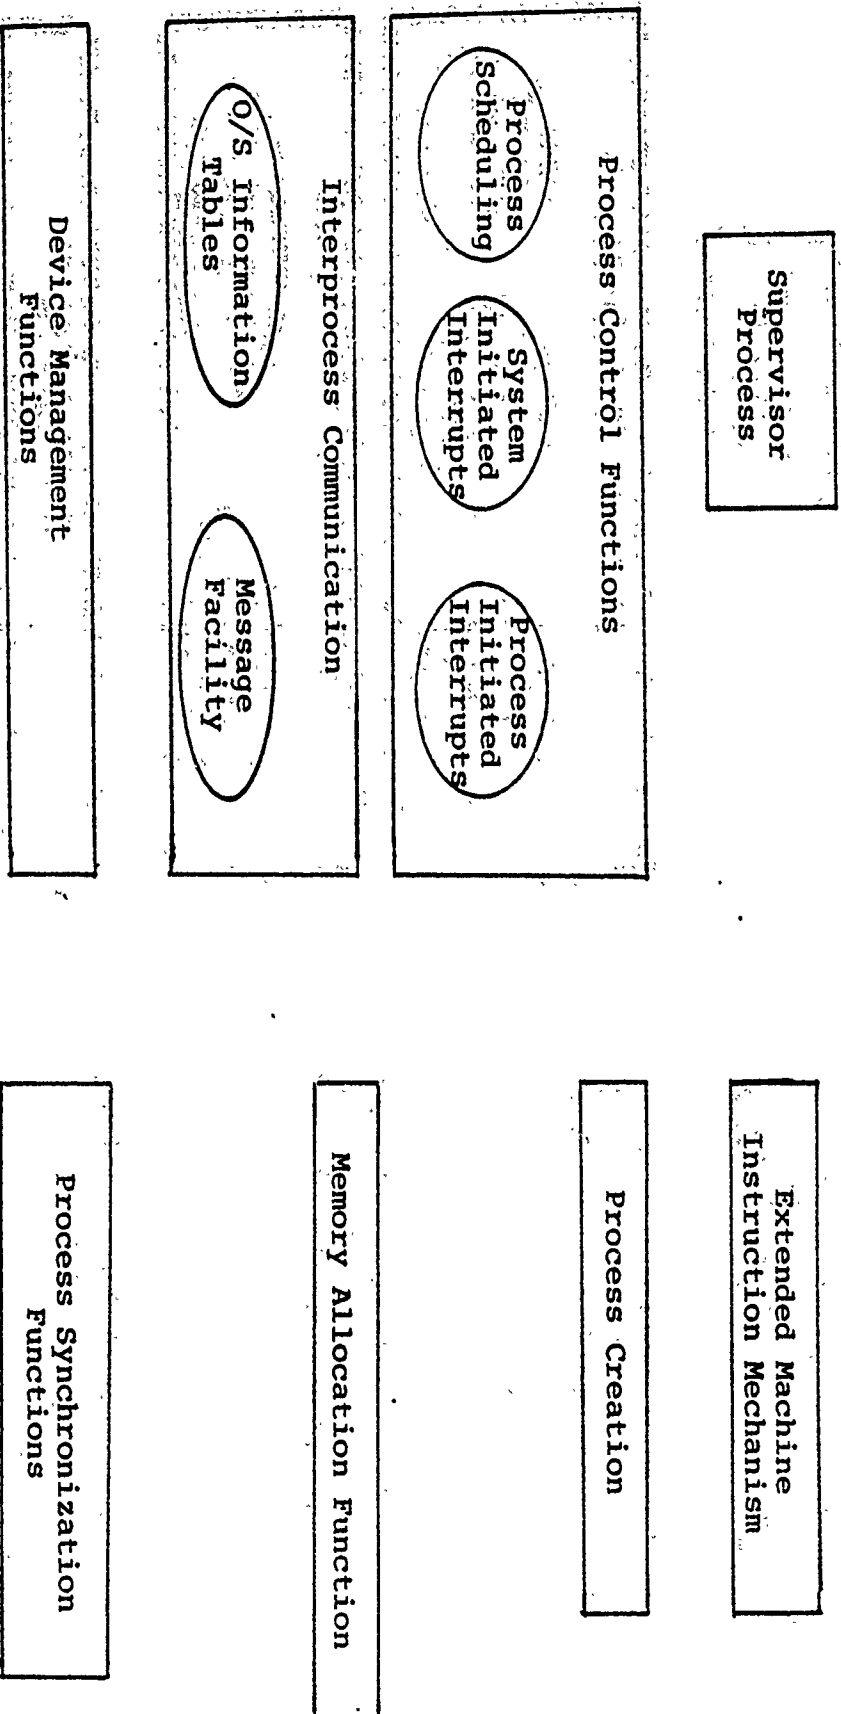 Supervisor
Process
Process Control Functions
Process
Scheduling
System
Initiated
Interrupts
Process
Initiated
Interrupts
Interprocess Communication
O/S Information
Tables
Message
Facility
Device Management
Functions
Extended Machine
Instruction Mechanism
Process Creation
Memory Allocation Function
Process Synchronization
Functions